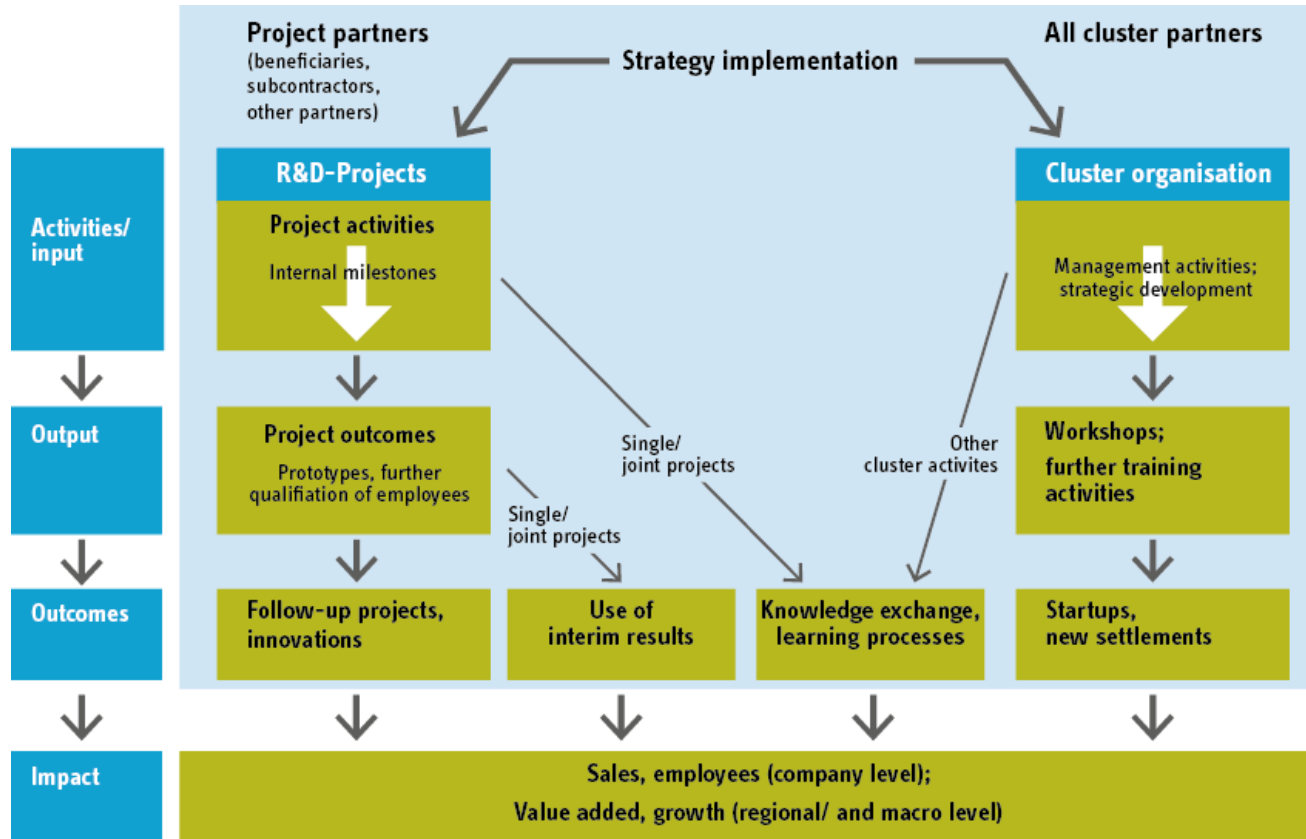 Project partners
(beneficiaries,
subcontractors,
other partners)
Strategy implementation
All cluster partners
Activities/
input
R&D-Projects
Project activities
Internal milestones
Cluster organisation
Management activities;
strategic development
Output
Project outcomes
Prototypes, further
qualifiation of employees
Single/
joint projects
Single/
joint projects
Other
cluster activites
Workshops;
further training
activities
Outcomes
Follow-up projects,
innovations
Use of
interim results
Knowledge exchange,
learning processes
Startups,
new settlements
Impact
Sales, employees (company level);
Value added, growth (regional/ and macro level)